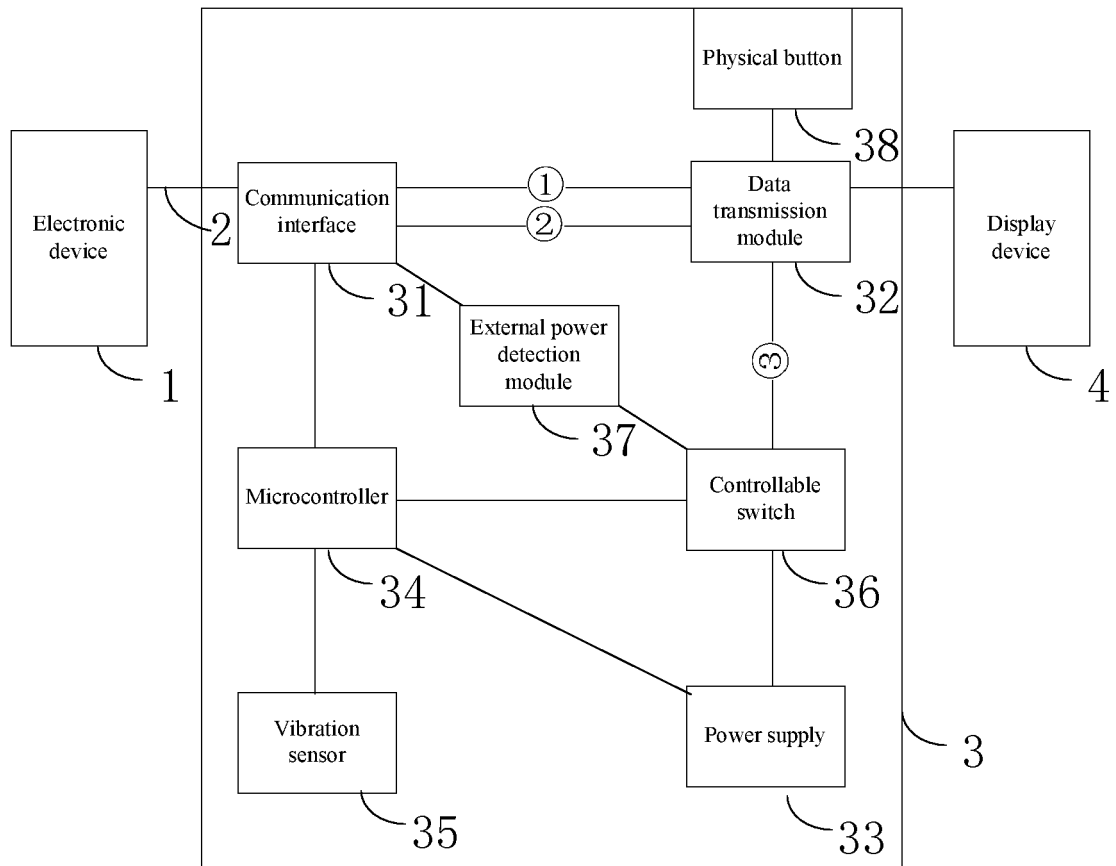 Physical button
38
Electronic
device
1
2
Communication
interface
31
①
②
Data
transmission
module
32
Display
device
4
External power
detection
module
37
③
Microcontroller
34
Controllable
switch
36
Vibration
sensor
35
Power supply
33
3